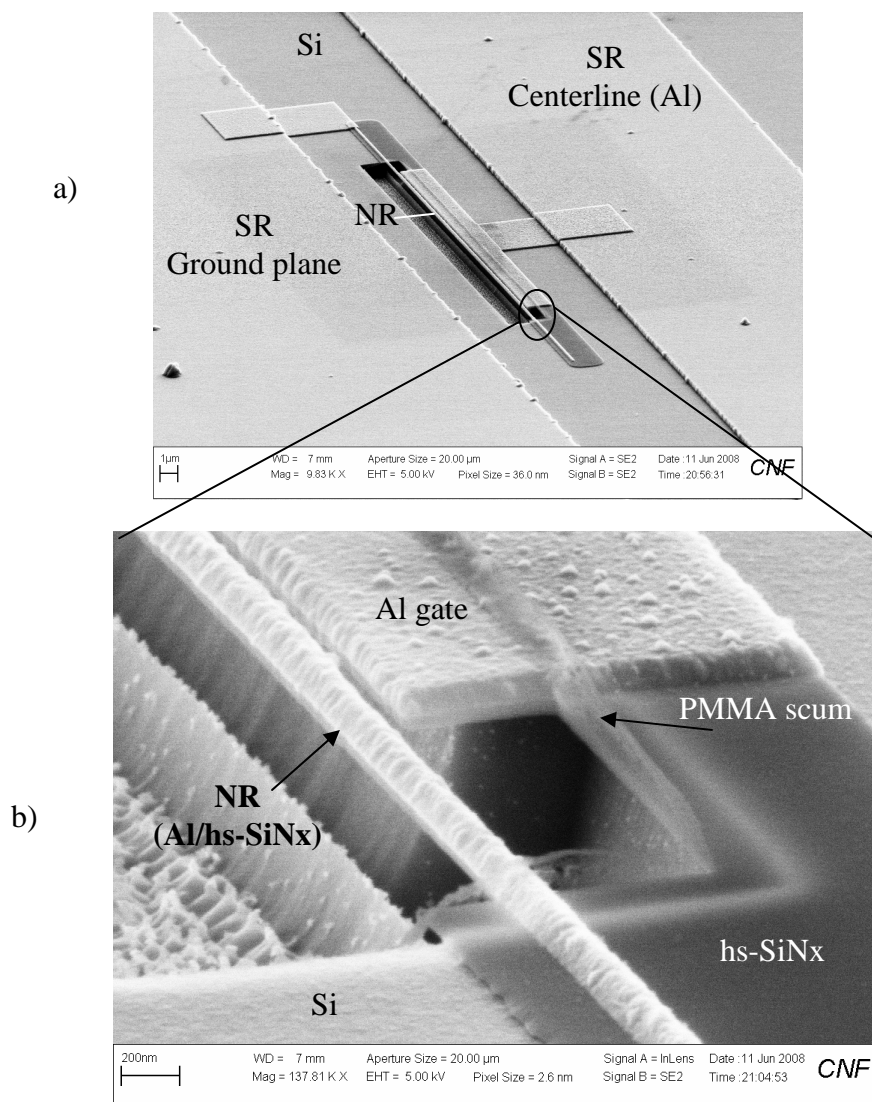 Si
SR
Centerline (Al)
a)
NR
SR
Ground plane
1µm
WD = 7 mm Aperture Size = 20.00 µm Signal A = SE2 Date :11 Jun 2008
Mag = 9.83 K X EHT = 5.00 kV Pixel Size = 36.0 nm Signal B = SE2 Time :20:56:31
CNF
Al gate
PMMA scum
NR
(Al/hs-SiNx)
b)
hs-SiNx
Si
200nm
WD = 7 mm Aperture Size = 20.00 µm Signal A = InLens Date :11 Jun 2008
Mag = 137.81 K X EHT = 5.00 kV Pixel Size = 2.6 nm Signal B = SE2 Time :21:04:53
CNF